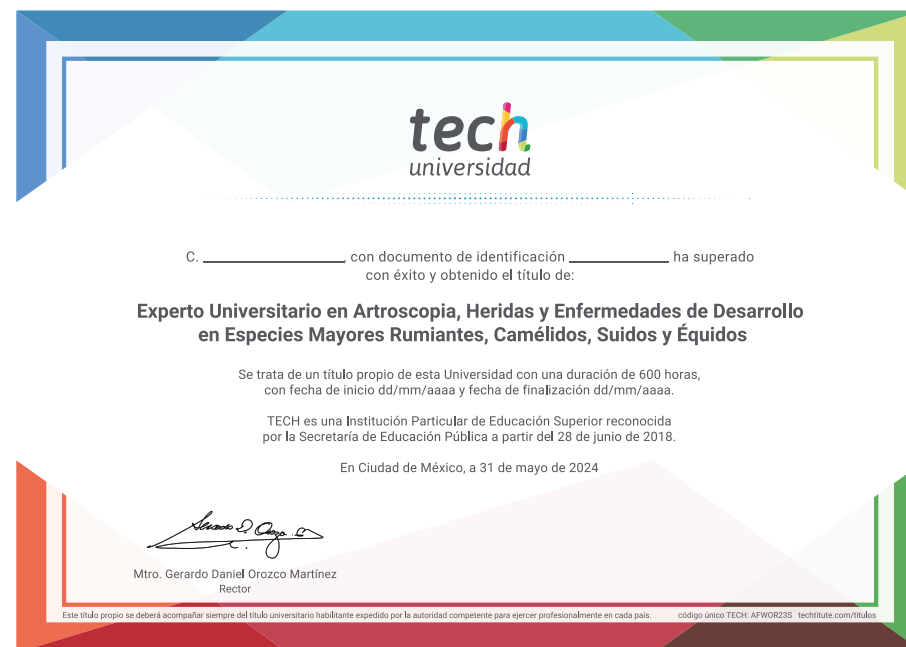 tech
universidad
C. ____________, con documento de identificación ____________ ha superado
con éxito y obtenido el título de:
Experto Universitario en Artroscopia, Heridas y Enfermedades de Desarrollo
en Especies Mayores Rumiantes, Camélidos, Suidos y Équidos
Se trata de un título propio de esta Universidad con una duración de 600 horas,
con fecha de inicio dd/mm/aaaa y fecha de finalización dd/mm/aaaa.
TECH es una Institución Particular de Educación Superior reconocida
por la Secretaría de Educación Pública a partir del 28 de junio de 2018.
En Ciudad de México, a 31 de mayo de 2024
Mtro. Gerardo Daniel Orozco Martínez
Rector
Este título propio se deberá acompañar siempre del título universitario habilitante expedido por la autoridad competente para ejercer profesionalmente en cada país. código único TECH: AFWOR23S techtitute.com/titulos